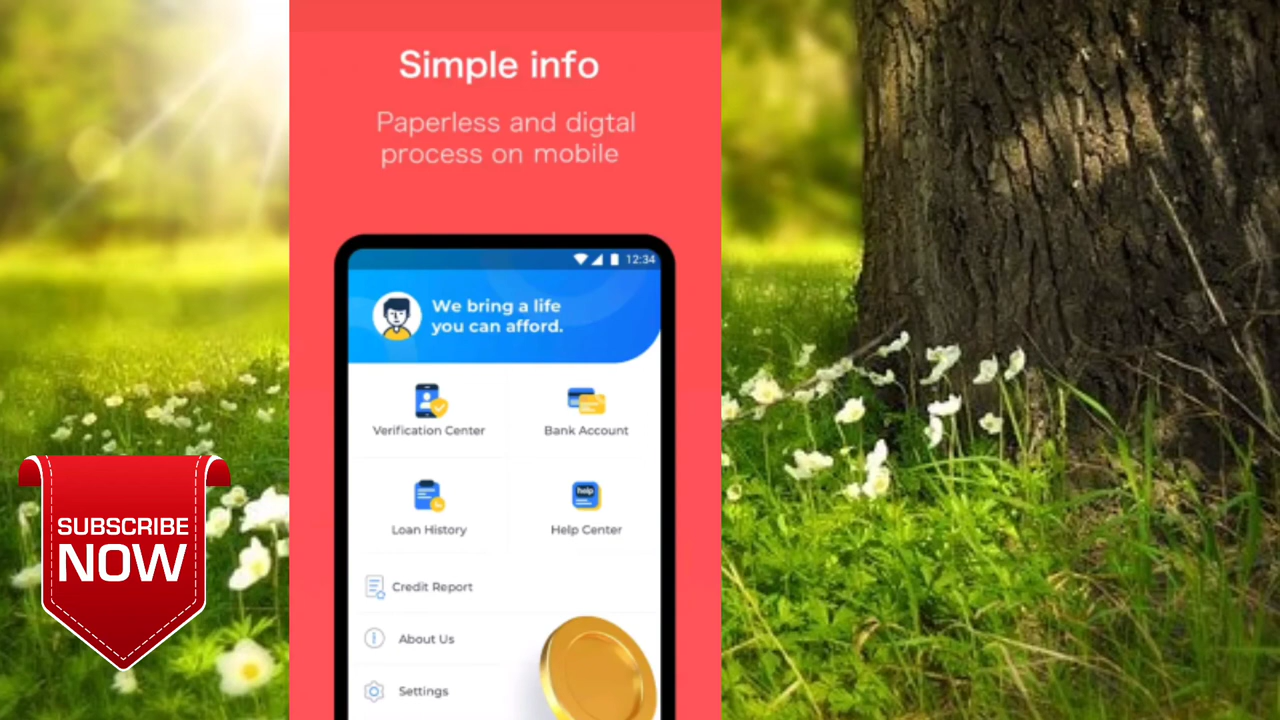 Simple info
Paperless and digtal
process on mobile
12:34
We bring a life
you can afford.
Verification Center
Bank Account
help
Loan History
Help Center
Credit Report
About Us
Settings
SUBSCRIBE
NOW